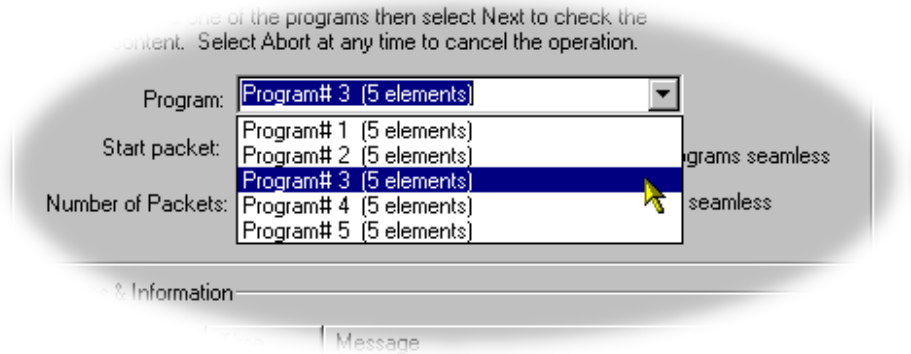 one of the programs then select Next to check the
content. Select Abort at any time to cancel the operation.
Program: Program# 3 (5 elements)
Program# 1 (5 elements)
Start packet:
Program# 2 (5 elements)
grams seamless
Program# 3 (5 elements)
Number of Packets:
Program# 4 (5 elements)
seamless
Program# 5 (5 elements)
& Information
Message